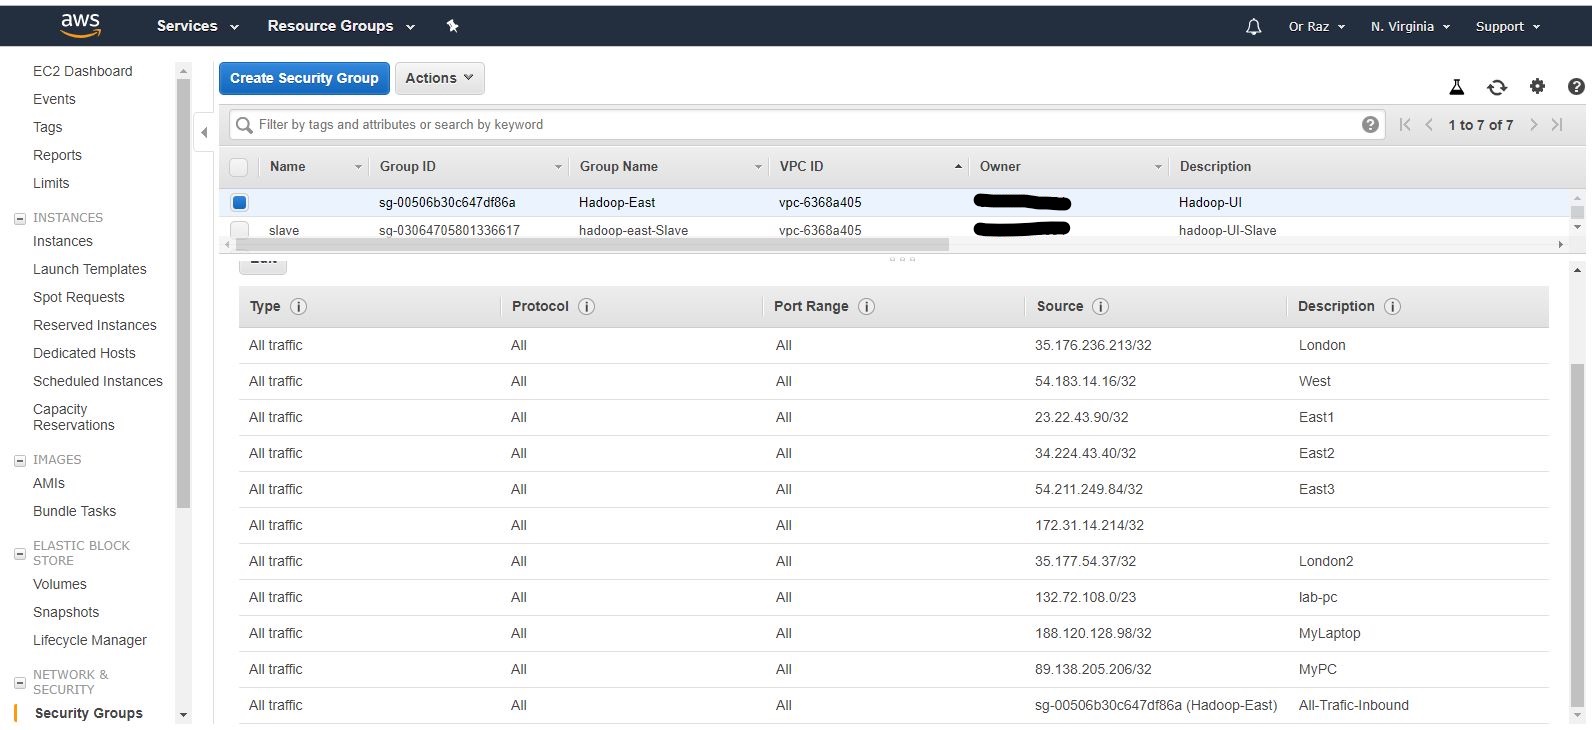 aws Services Resource Groups Or Raz N. Virginia Support
EC2 Dashboard
Events
Tags
Reports
Limits
INSTANCES
Instances
Launch Templates
Spot Requests
Reserved Instances
Dedicated Hosts
Scheduled Instances
Capacity
Reservations
IMAGES
AMIs
Bundle Tasks
ELASTIC BLOCK
STORE
Volumes
Snapshots
Lifecycle Manager
NETWORK &
SECURITY
Security Groups
Create Security Group Actions
Filter by tags and attributes or search by keyword 1 to 7 of 7
Name Group ID Group Name VPC ID Owner Description
sg-00506b30c647df86a Hadoop-East vpc-6368a405 Hadoop-UI
slave sg-03064705801336617 hadoop-east-Slave vpc-6368a405 hadoop-UI-Slave
Edit
Type Protocol Port Range Source Description
All traffic All All 35.176.236.213/32 London
All traffic All All 54.183.14.16/32 West
All traffic All All 23.22.43.90/32 East1
All traffic All All 34.224.43.40/32 East2
All traffic All All 54.211.249.84/32 East3
All traffic All All 172.31.14.214/32
All traffic All All 35.177.54.37/32 London2
All traffic All All 132.72.108.0/23 lab-pc
All traffic All All 188.120.128.98/32 MyLaptop
All traffic All All 89.138.205.206/32 MyPC
All traffic All All sg-00506b30c647df86a (Hadoop-East) All-Trafic-Inbound